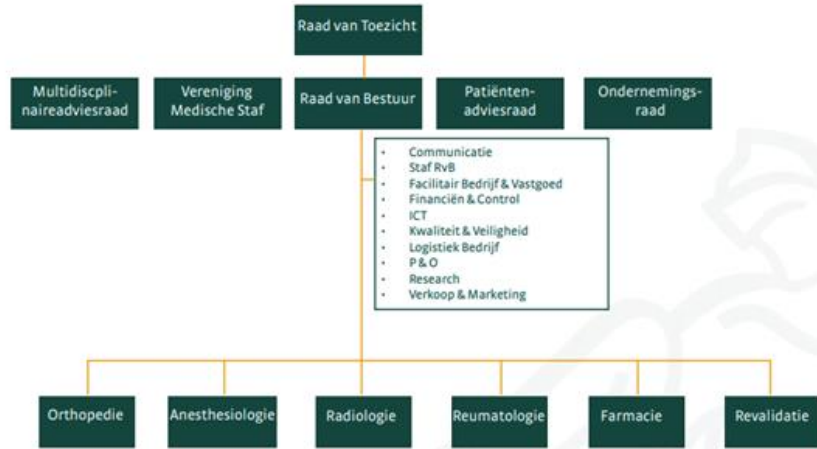 Raad van Toezicht
Multidiscpli-
naireadviesraad
Vereniging
Medische Staf
Raad van Bestuur
Patiënten-
adviesraad
Ondernemings-
raad
• Communicatie
• Staf RvB
• Facilitair Bedrijf & Vastgoed
• Financiën & Control
• ICT
• Kwaliteit & Veiligheid
• Logistiek Bedrijf
• P & O
• Research
• Verkoop & Marketing
Orthopedie
Anesthesiologie
Radiologie
Reumatologie
Farmacie
Revalidatie